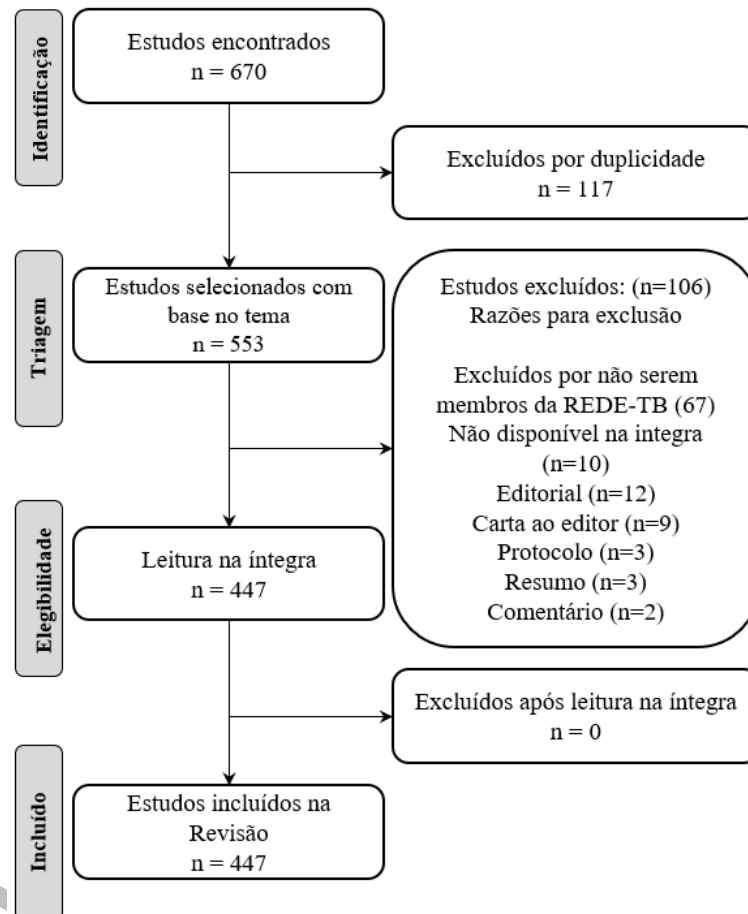 Identificação
Estudos encontrados
n = 670
Excluídos por duplicidade
n = 117
Triagem
Estudos selecionados com
base no tema
n = 553
Estudos excluídos: (n=106)
Razões para exclusão
Excluídos por não serem
membros da REDE-TB (67)
Não disponível na integra
(n=10)
Editorial (n=12)
Carta ao editor (n=9)
Protocolo (n=3)
Resumo (n=3)
Comentário (n=2)
Elegibilidade
Leitura na íntegra
n = 447
Excluídos após leitura na íntegra
n = 0
Incluído
Estudos incluídos na
Revisão
n = 447